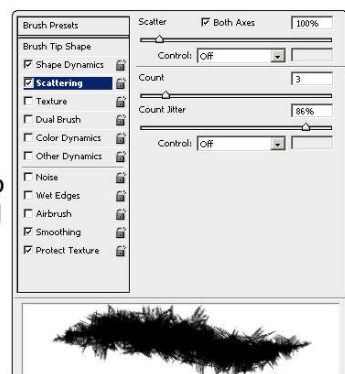 Brush Presets
Brush Tip Shape
Shape Dynamics
Scattering
Texture
Dual Brush
Color Dynamics
Other Dynamics
Noise
Wet Edges
Airbrush
Smoothing
Protect Texture
Scatter Both Axes 100%
Control: Off
Count 3
Count Jitter 86%
Control: Off